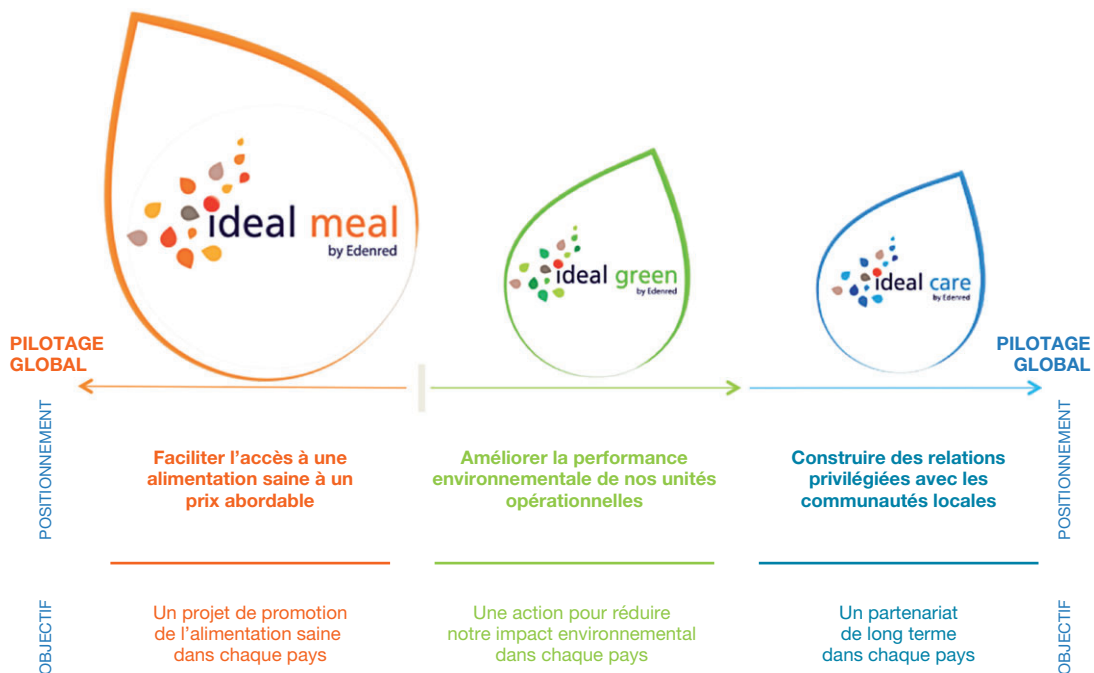 ideal meal
by Edenred
ideal green
by Edenred
ideal care
by Edenred
PILOTAGE
GLOBAL
PILOTAGE
GLOBAL
POSITIONNEMENT
Faciliter l'accès à une
alimentation saine à un
prix abordable
Améliorer la performance
environnementale de nos unités
opérationnelles
Construire des relations
privilégiées avec les
communautés locales
POSITIONNEMENT
OBJECTIF
Un projet de promotion
de l'alimentation saine
dans chaque pays
Une action pour réduire
notre impact environnemental
dans chaque pays
Un partenariat
de long terme
dans chaque pays
OBJECTIF